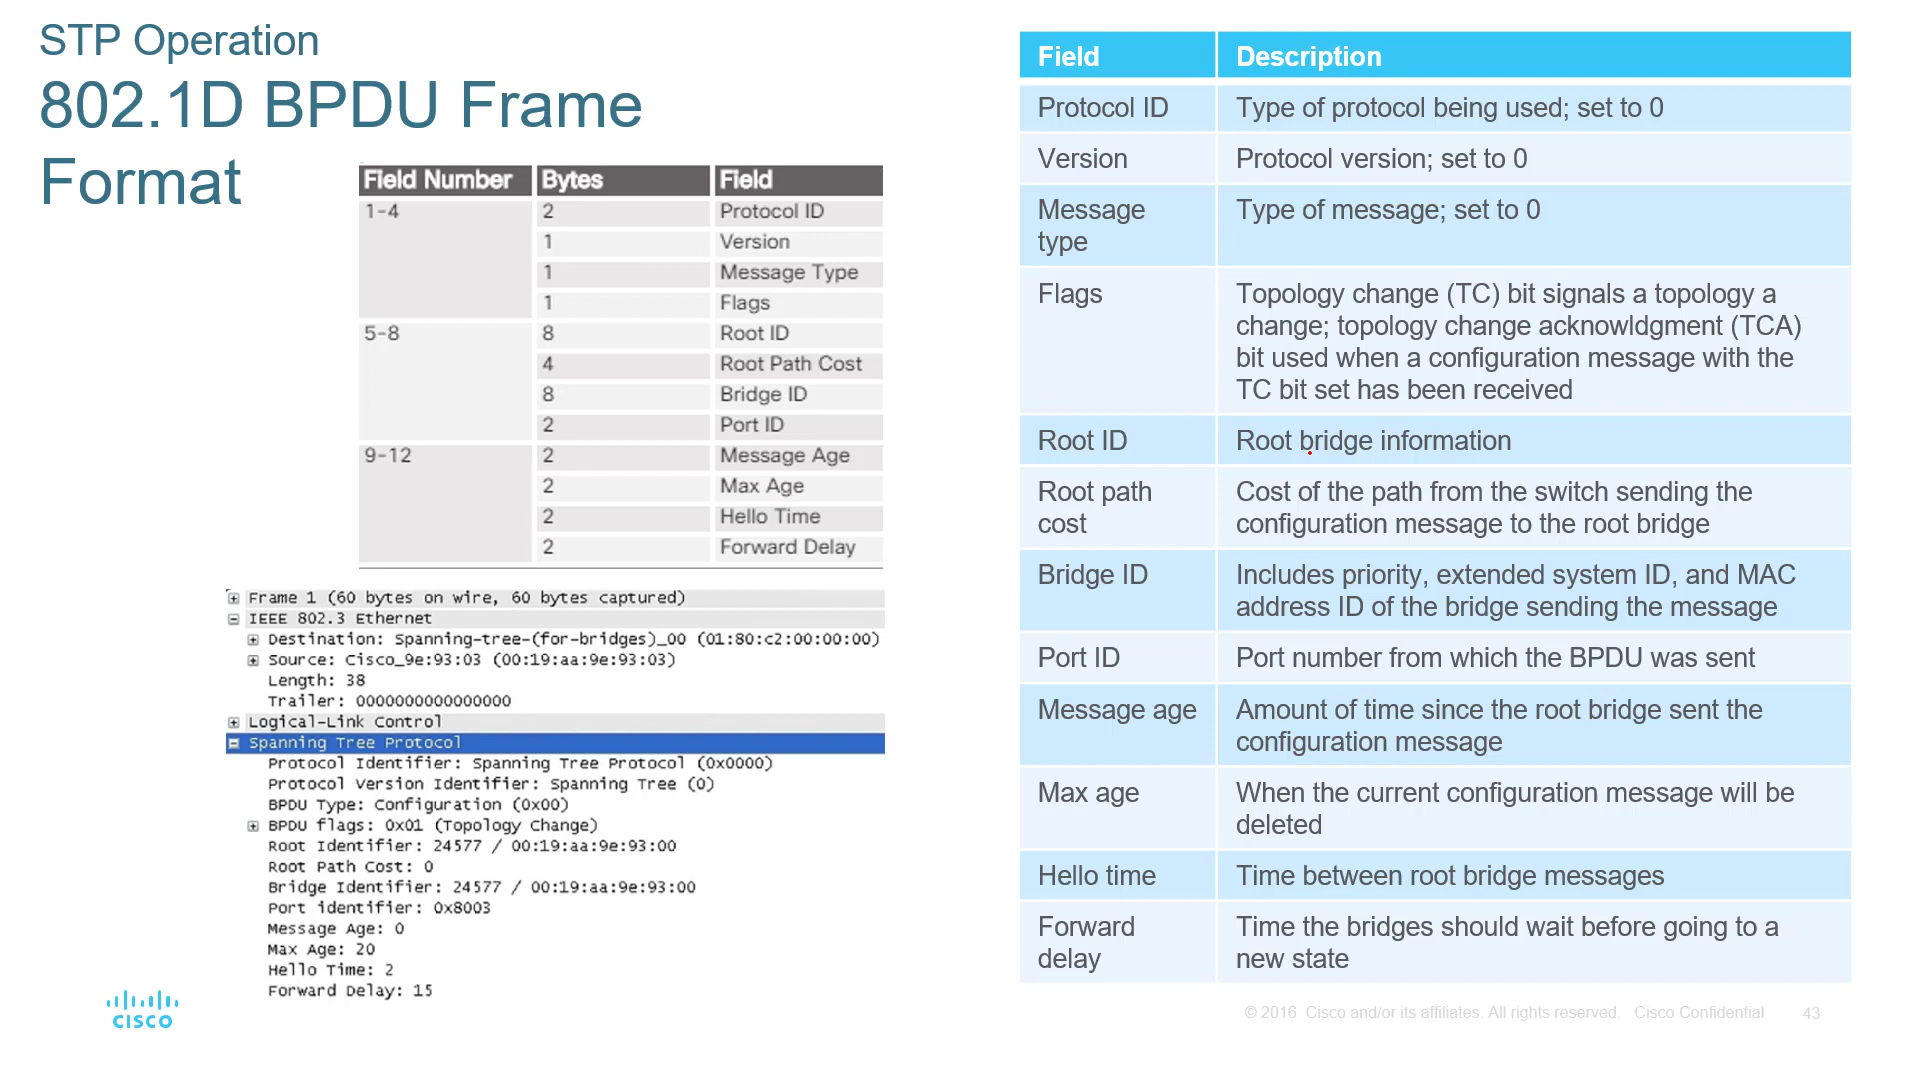 STP Operation
802.1D BPDU Frame
Format
Field Number Bytes Field
1-4 2 Protocol ID
1 Version
1 Message Type
1 Flags
5-8 8 Root ID
4 Root Path Cost
8 Bridge ID
2 Port ID
9-12 2 Message Age
2 Max Age
2 Hello Time
2 Forward Delay
Frame 1 (60 bytes on wire, 60 bytes captured)
IEEE 802.3 Ethernet
Destination: Spanning-tree-(for-bridges)_00 (01:80:c2:00:00:00)
Source: Cisco_9e:93:03 (00:19:aa:9e:93:03)
Length: 38
Trailer: 0000000000000000
Logical-Link Control
Spanning Tree Protocol
Protocol Identifier: Spanning Tree Protocol (0x0000)
Protocol Version Identifier: Spanning Tree (0)
BPDU Type: Configuration (0x00)
BPDU flags: 0x01 (Topology Change)
Root Identifier: 24577 / 00:19:aa:9e:93:00
Root Path Cost: 0
Bridge Identifier: 24577 / 00:19:aa:9e:93:00
Port identifier: 0x8003
Message Age: 0
Max Age: 20
Hello Time: 2
Forward Delay: 15
Field Description
Protocol ID Type of protocol being used; set to 0
Version Protocol version; set to 0
Message Type of message; set to 0
type
Flags Topology change (TC) bit signals a topology a
change; topology change acknowldgment (TCA)
bit used when a configuration message with the
TC bit set has been received
Root ID Root bridge information
Root path Cost of the path from the switch sending the
cost configuration message to the root bridge
Bridge ID Includes priority, extended system ID, and MAC
address ID of the bridge sending the message
Port ID Port number from which the BPDU was sent
Message age Amount of time since the root bridge sent the
configuration message
Max age When the current configuration message will be
deleted
Hello time Time between root bridge messages
Forward Time the bridges should wait before going to a
delay new state
CISCO
© 2016 Cisco and/or its affiliates. All rights reserved. Cisco Confidential 43